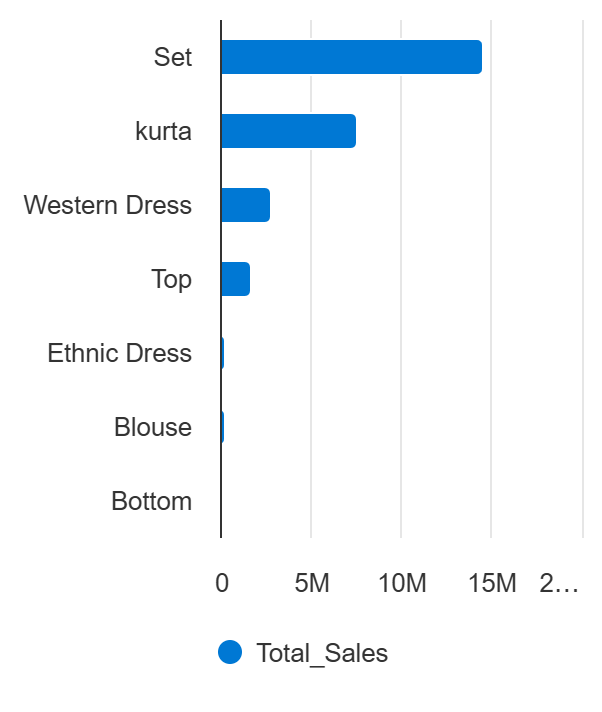 Set
kurta
Western Dress
Top
Ethnic Dress
Blouse
Bottom
0 5M 10M 15M 2…
Total_Sales